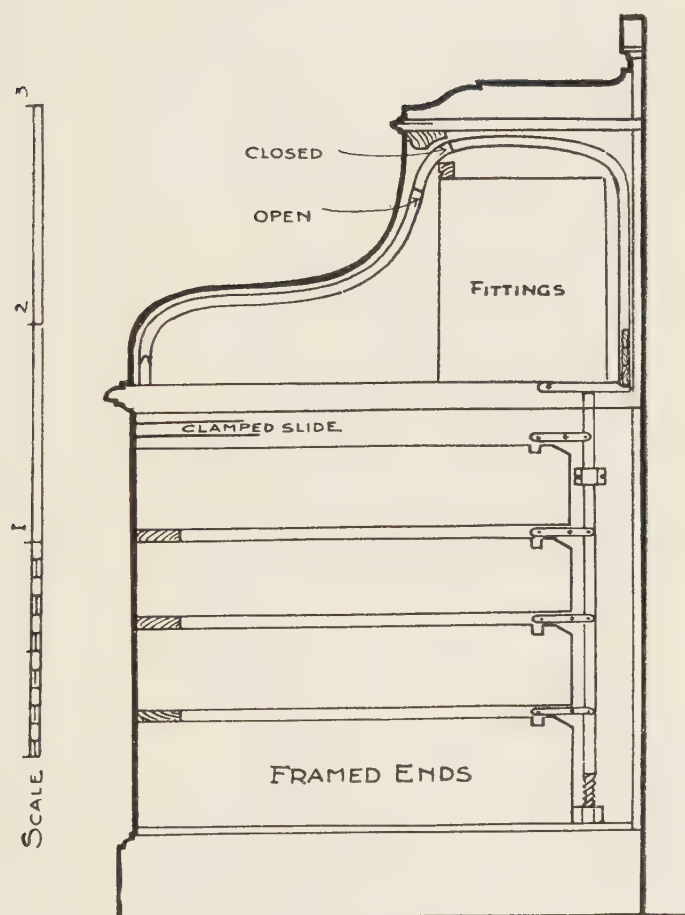 CLOSED
OPEN
FITTINGS
CLAMPED SLIDE
FRAMED ENDS
3
2
1
SCALE